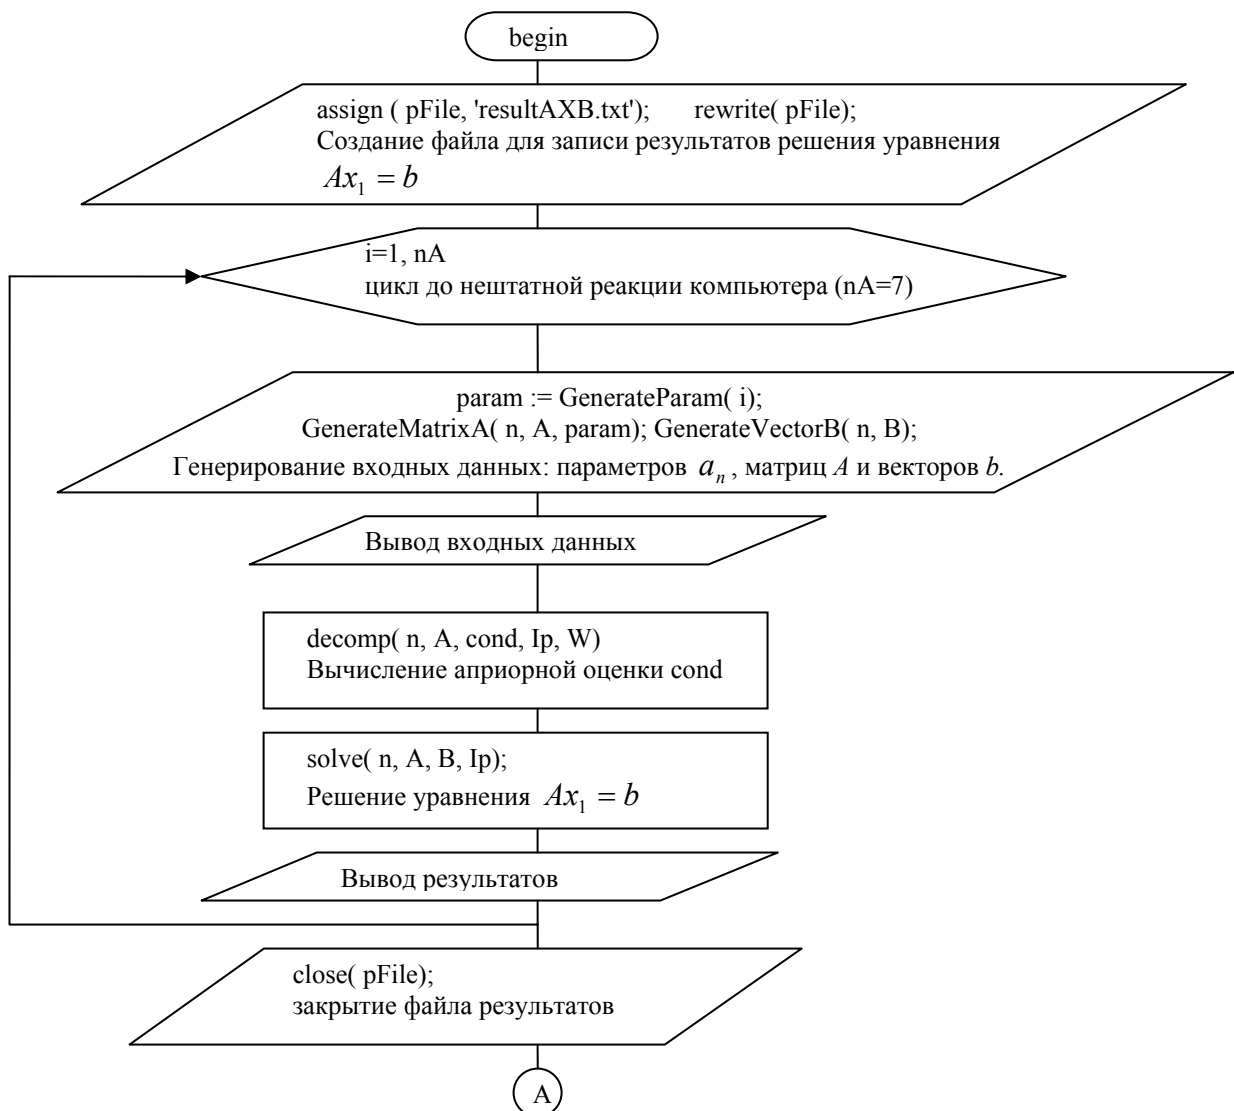 begin
assign ( pFile, 'resultAXB.txt'); rewrite( pFile);
Создание файла для записи результатов решения уравнения
Ax₁ = b
i=1, nA
цикл до нештатной реакции компьютера (nA=7)
param := GenerateParam( i);
GenerateMatrixA( n, A, param); GenerateVectorB( n, B);
Генерирование входных данных: параметров aₙ , матриц A и векторов b.
Вывод входных данных
decomp( n, A, cond, Ip, W)
Вычисление априорной оценки cond
solve( n, A, B, Ip);
Решение уравнения Ax₁ = b
Вывод результатов
close( pFile);
закрытие файла результатов
A